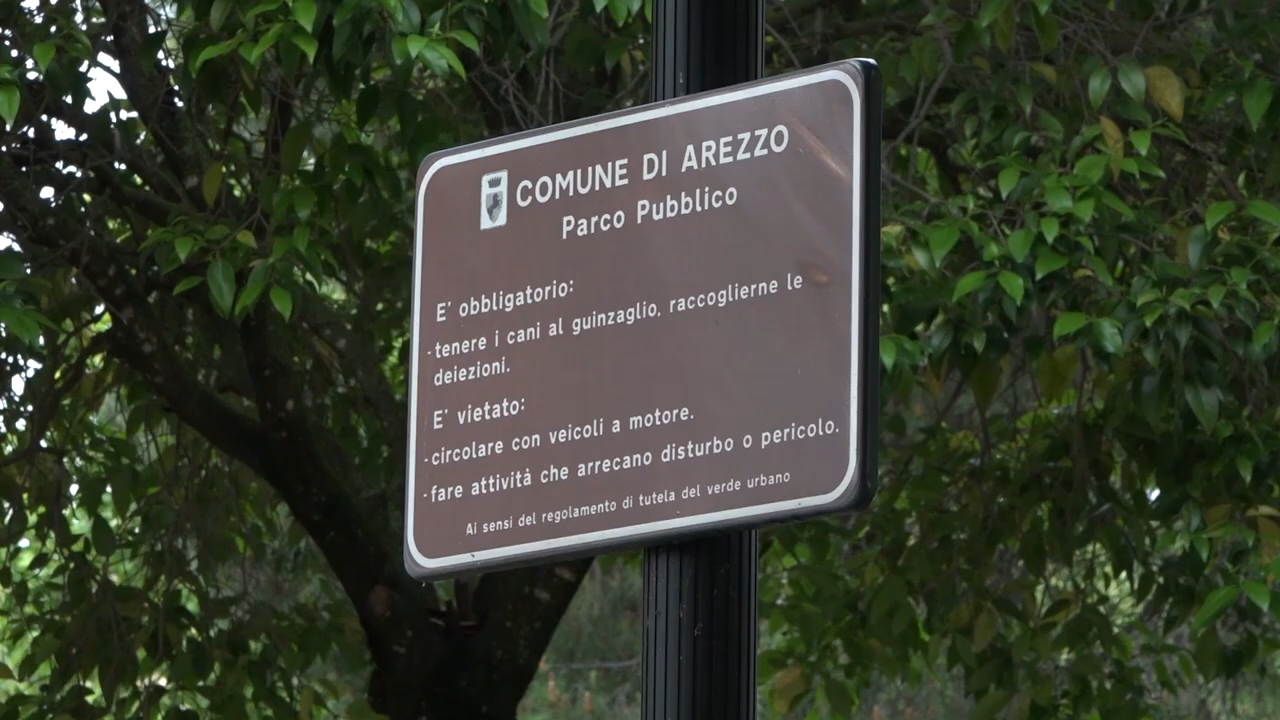 COMUNE DI AREZZO
Parco Pubblico
E' obbligatorio:
-tenere i cani al guinzaglio, raccoglierne le
deiezioni.
E' vietato:
-circolare con veicoli a motore.
-fare attività che arrecano disturbo o pericolo.
Ai sensi del regolamento di tutela del verde urbano